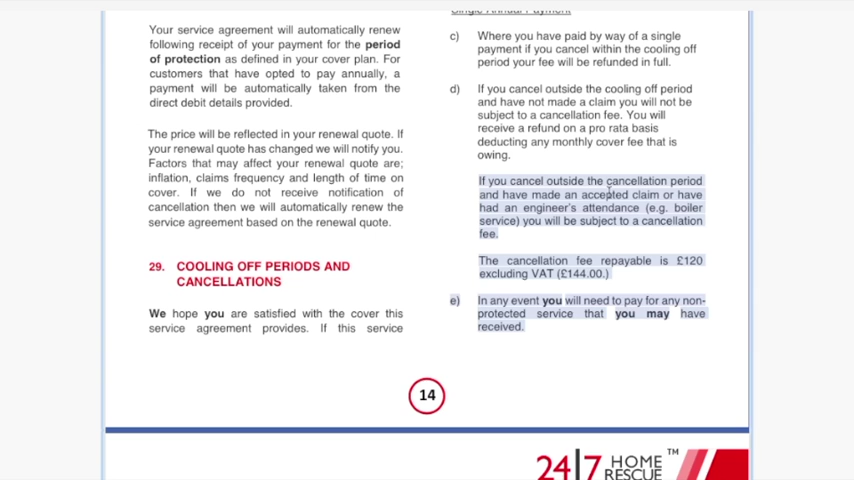 Your service agreement will automatically renew
following receipt of your payment for the period
of protection as defined in your cover plan. For
customers that have opted to pay annually, a
payment will be automatically taken from the
direct debit details provided.
The price will be reflected in your renewal quote. If
your renewal quote has changed we will notify you.
Factors that may affect your renewal quote are;
inflation, claims frequency and length of time on
cover. If we do not receive notification of
cancellation then we will automatically renew the
service agreement based on the renewal quote.
29. COOLING OFF PERIODS AND
CANCELLATIONS
We hope you are satisfied with the cover this
service agreement provides. If this service
Single Annual Payment
c) Where you have paid by way of a single
payment if you cancel within the cooling off
period your fee will be refunded in full.
d) If you cancel outside the cooling off period
and have not made a claim you will not be
subject to a cancellation fee. You will
receive a refund on a pro rata basis
deducting any monthly cover fee that is
owing.
If you cancel outside the cancellation period
and have made an accepted claim or have
had an engineer's attendance (e.g. boiler
service) you will be subject to a cancellation
fee.
The cancellation fee repayable is £120
excluding VAT (£144.00.)
e) In any event you will need to pay for any non-
protected service that you may have
received.
14
24|7 HOME
RESCUE
TM